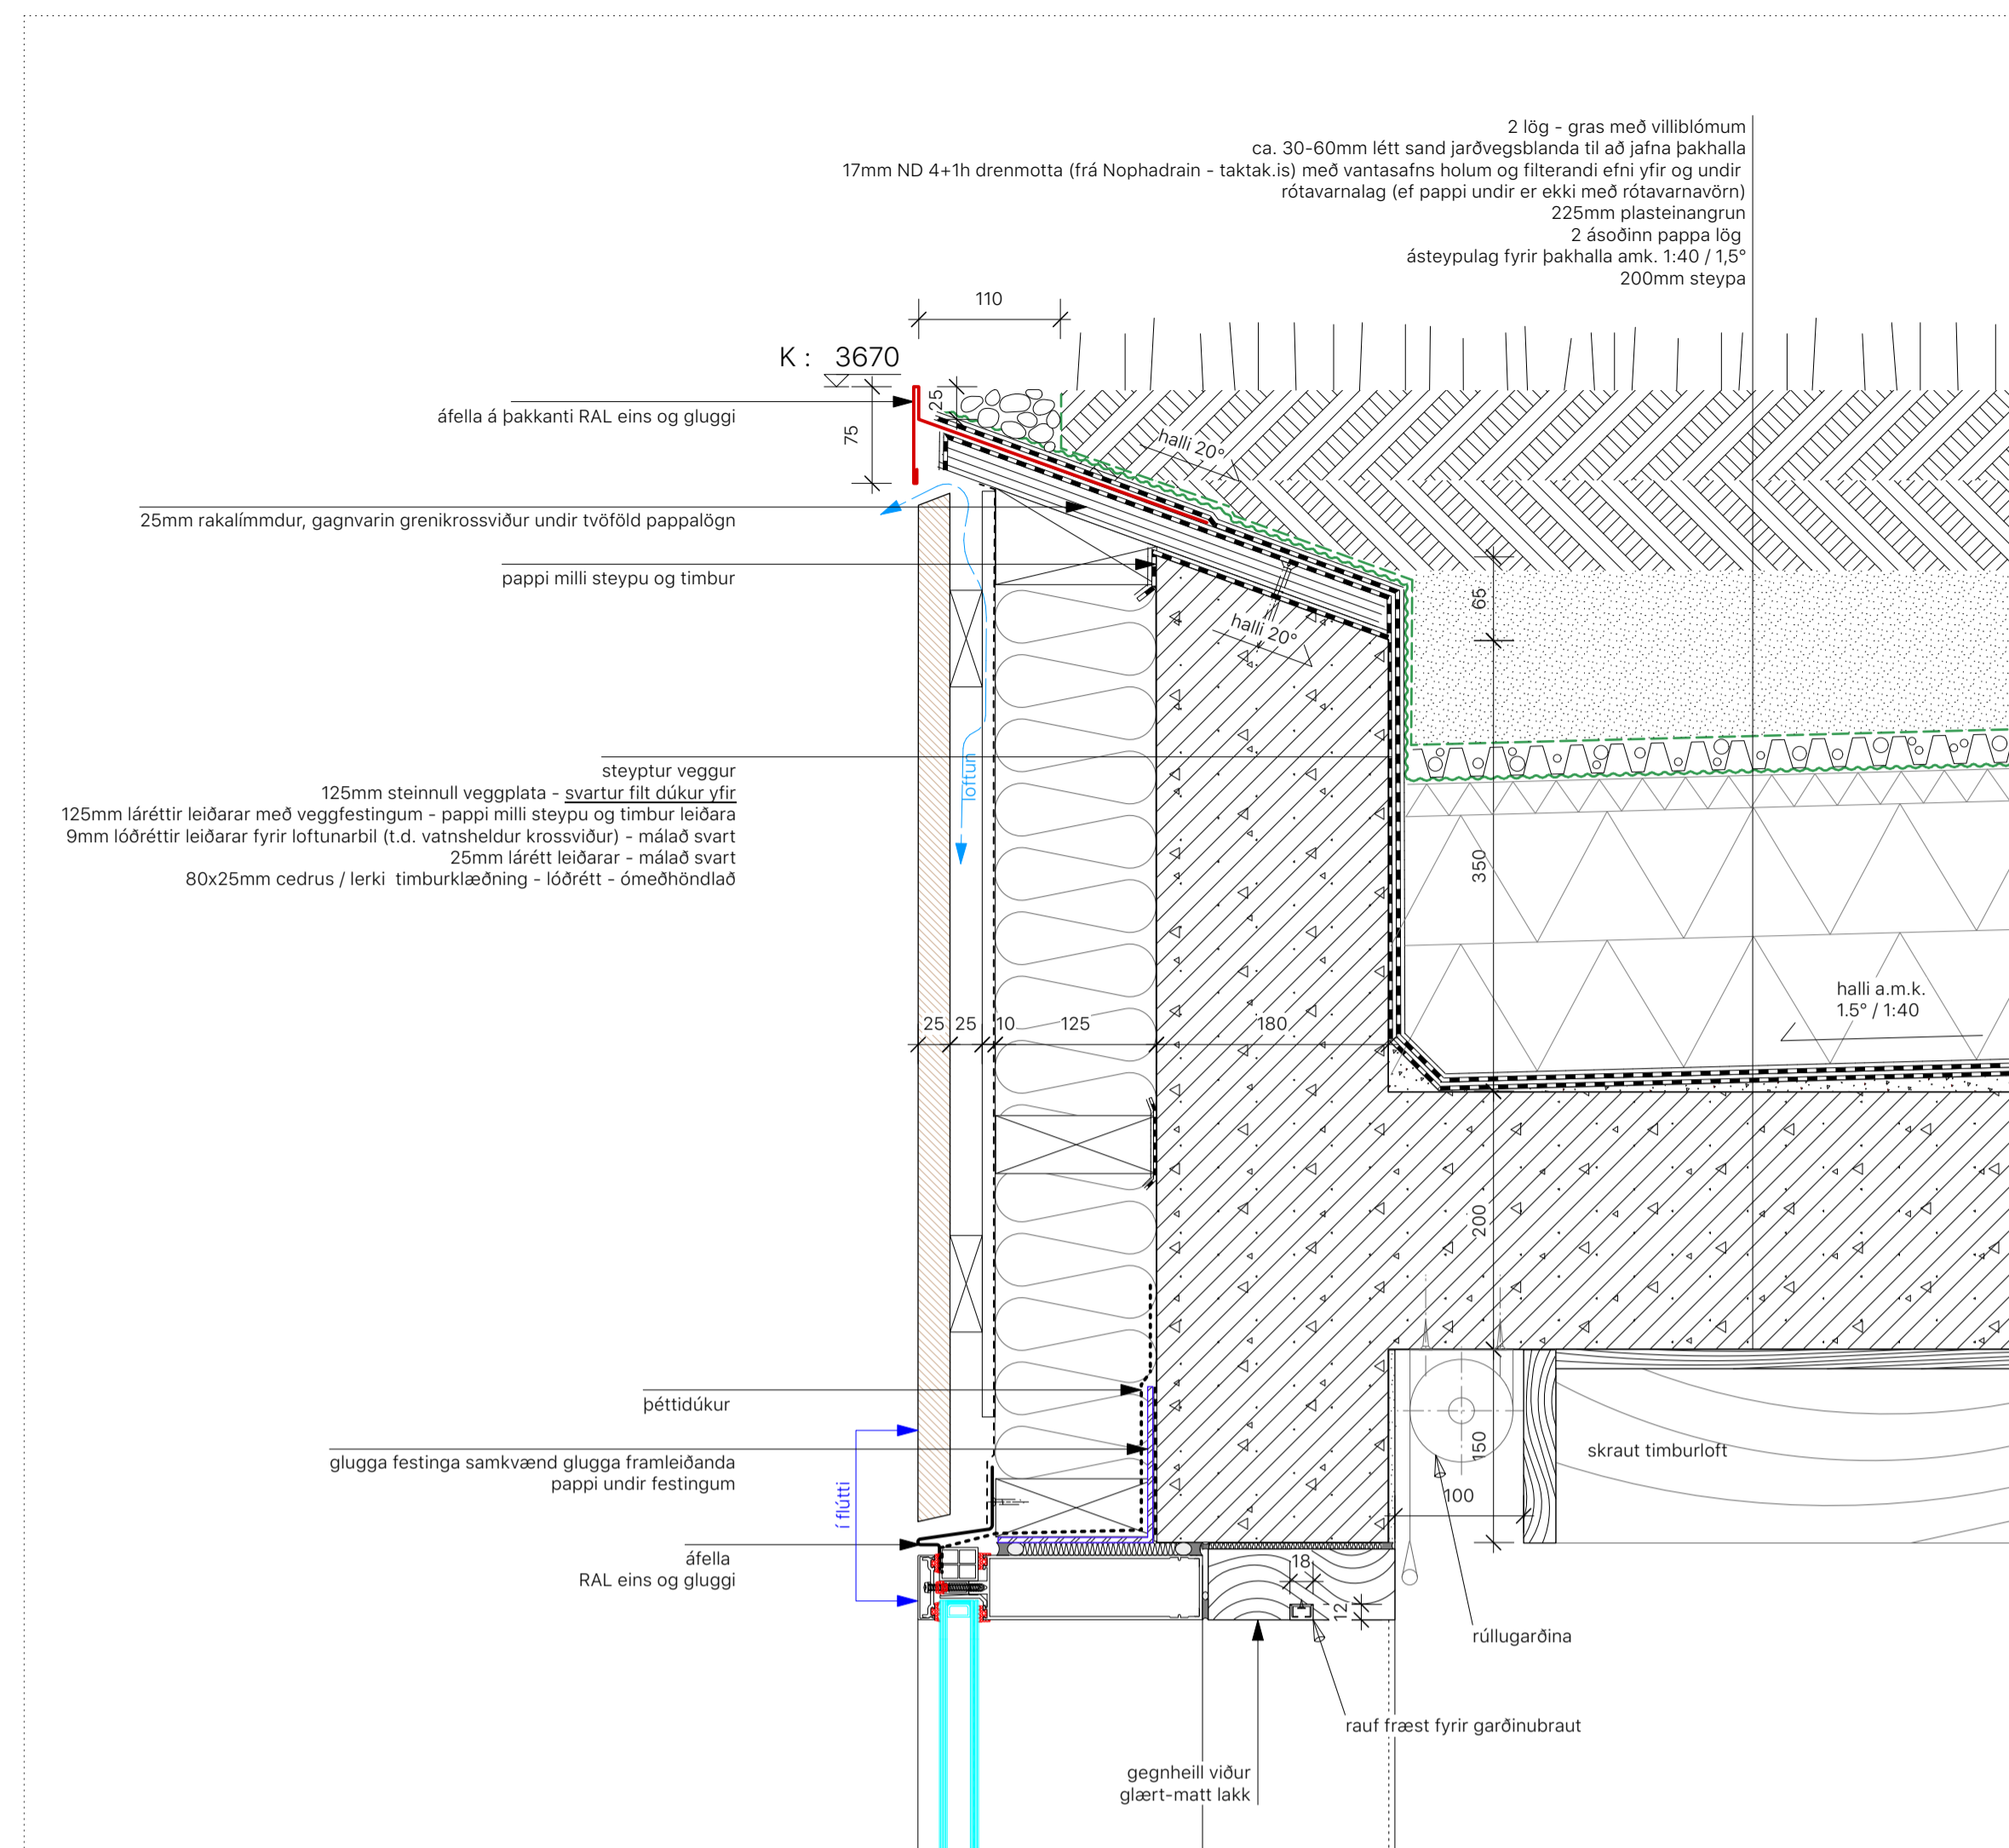 2 lög - gras með villiblómum
ca. 30-60mm létt sand jarðvegsblanda til að jafna þakhalla
17mm ND 4+1h drenmotta (frá Nophadrain - taktak.is) með vantasafns holum og filterandi efni yfir og undir
rótavarnalag (ef pappi undir er ekki með rótavarnavörn)
225mm plasteinangrun
2 ásoðinn pappa lög
ásteypulag fyrir þakhalla amk. 1:40 / 1,5°
200mm steypa
110
K : 3670
25
75
áfella á þakkanti RAL eins og gluggi
halli 20°
25mm rakalímmdur, gagnvarin grenikrossviður undir tvöföld pappalögn
pappi milli steypu og timbur
65
halli 20°
loftun
steyptur veggur
125mm steinnull veggplata - svartur filt dúkur yfir
125mm láréttir leiðarar með veggfestingum - pappi milli steypu og timbur leiðara
9mm lóðréttir leiðarar fyrir loftunarbil (t.d. vatnsheldur krossviður) - málað svart
25mm lárétt leiðarar - málað svart
80x25mm cedrus / lerki timburklæðning - lóðrétt - ómeðhöndlað
350
halli a.m.k.
1.5° / 1:40
25 25 10 125 180
200
þéttidúkur
150
skraut timburloft
glugga festinga samkvænd glugga framleiðanda
pappi undir festingum
í flútti
100
áfella
RAL eins og gluggi
18
12
rúllugarðina
rauf fræst fyrir garðinubraut
gegnheill viður
glært-matt lakk